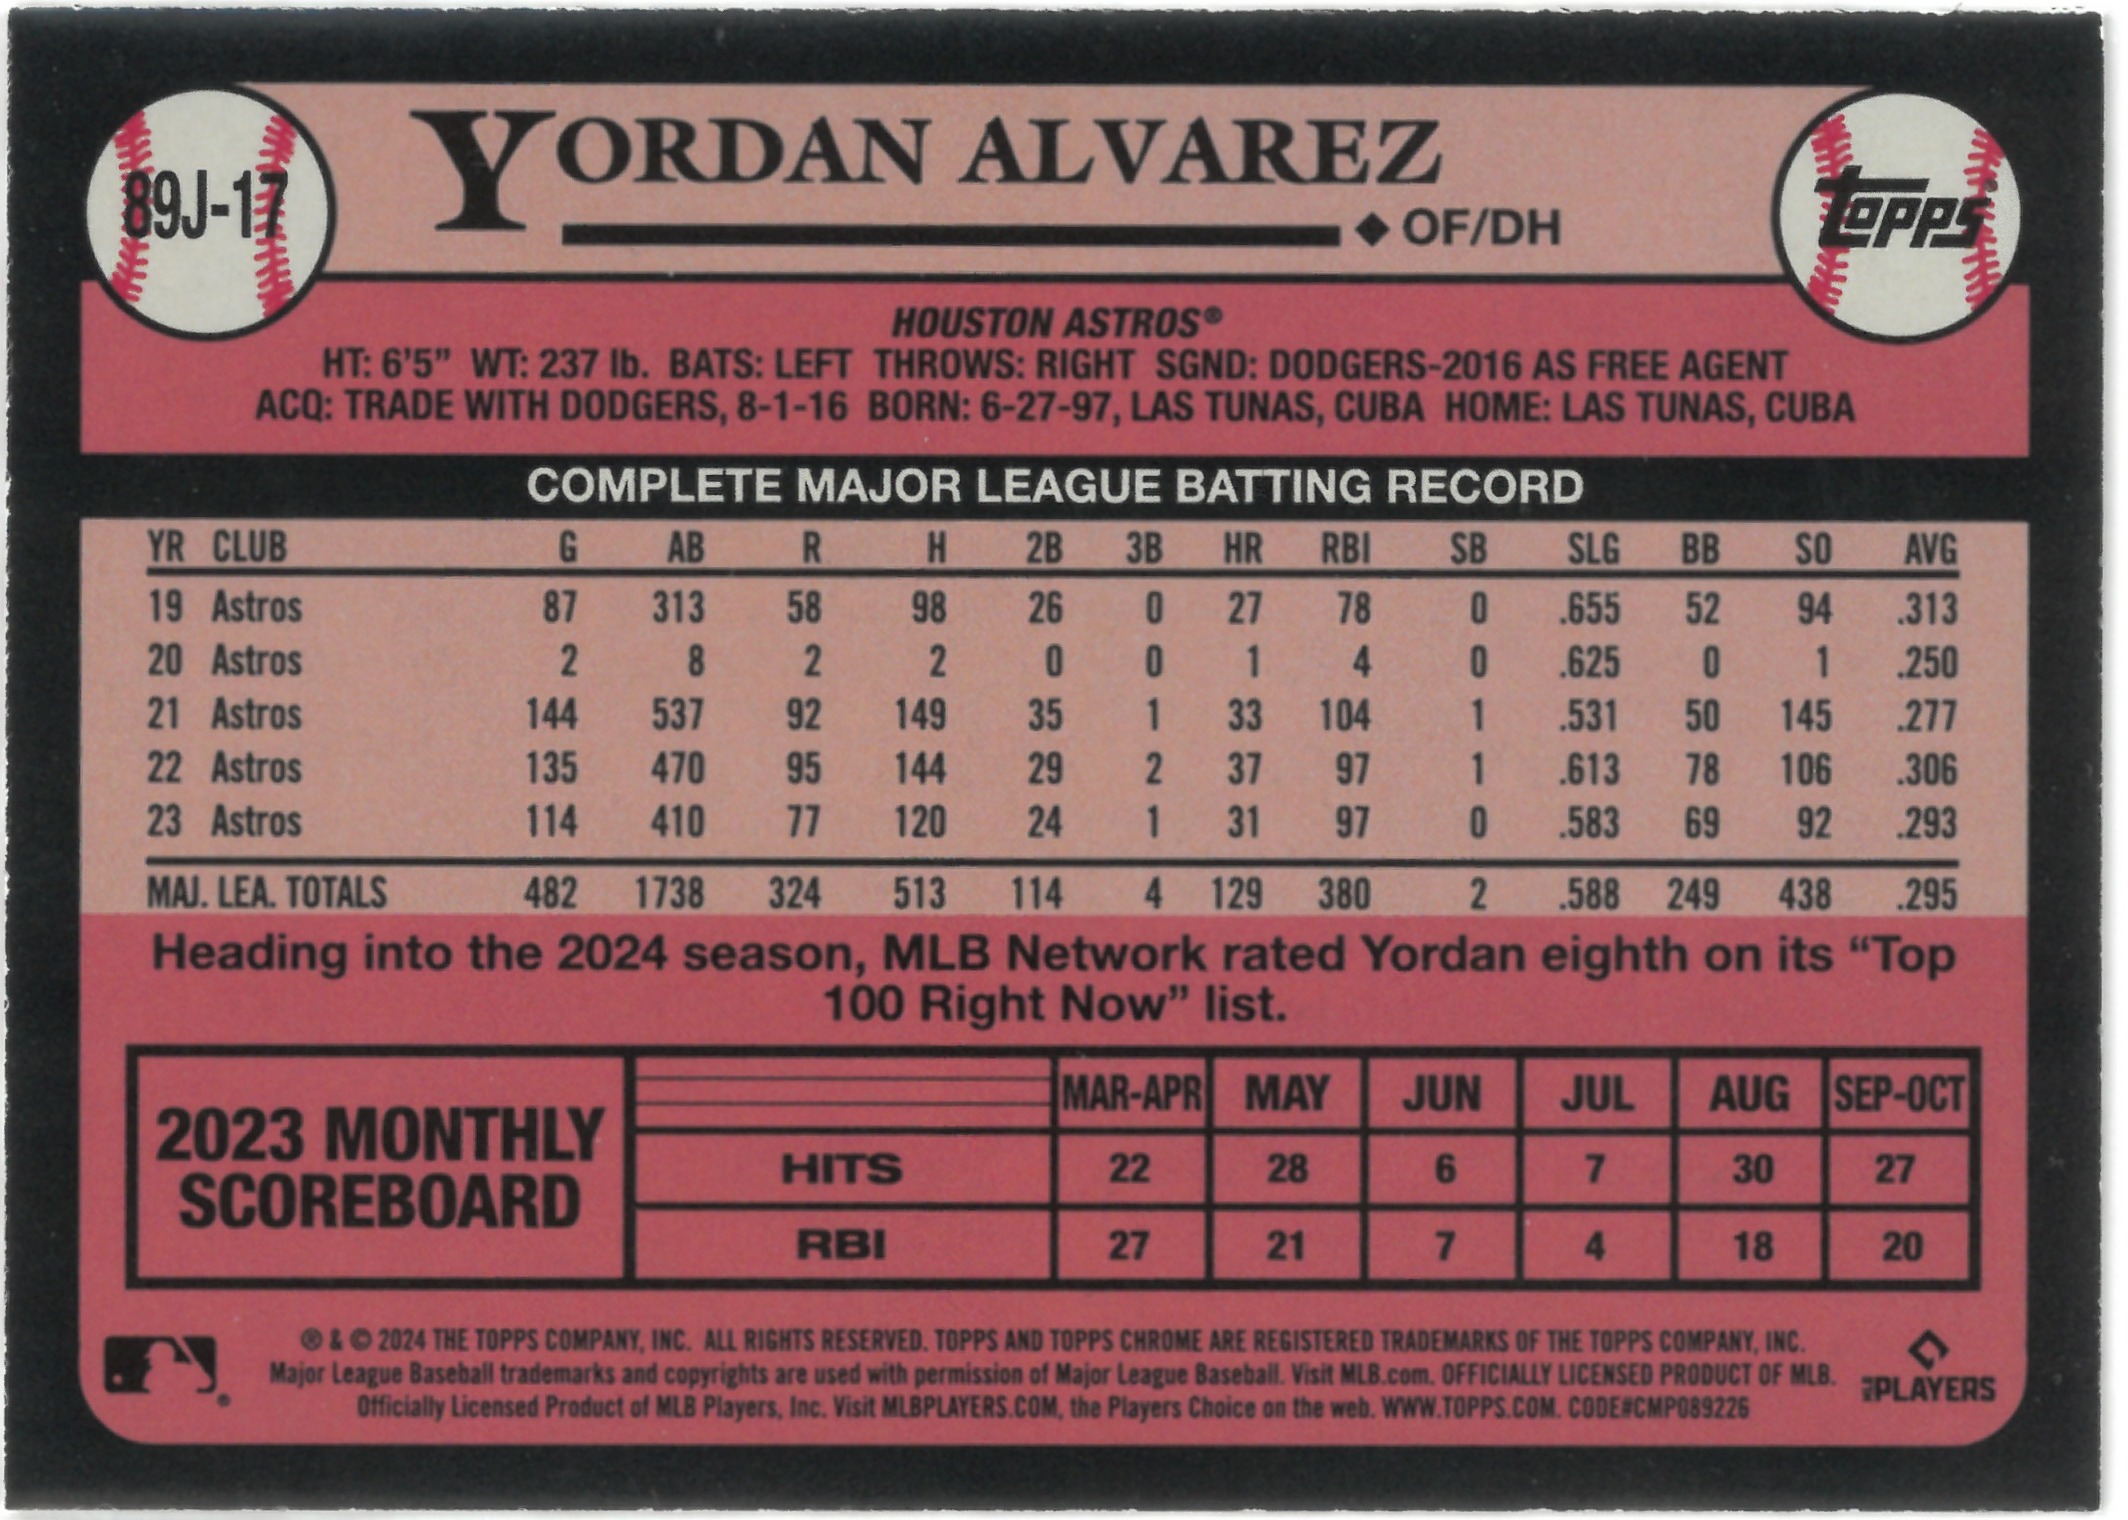 89J-17
YORDAN ALVAREZ
◆ OF/DH
topps®
HOUSTON ASTROS®
HT: 6'5" WT: 237 lb. BATS: LEFT THROWS: RIGHT SGND: DODGERS-2016 AS FREE AGENT
ACQ: TRADE WITH DODGERS, 8-1-16 BORN: 6-27-97, LAS TUNAS, CUBA HOME: LAS TUNAS, CUBA
COMPLETE MAJOR LEAGUE BATTING RECORD
YR CLUB G AB R H 2B 3B HR RBI SB SLG BB SO AVG
19 Astros 87 313 58 98 26 0 27 78 0 .655 52 94 .313
20 Astros 2 8 2 2 0 0 1 4 0 .625 0 1 .250
21 Astros 144 537 92 149 35 1 33 104 1 .531 50 145 .277
22 Astros 135 470 95 144 29 2 37 97 1 .613 78 106 .306
23 Astros 114 410 77 120 24 1 31 97 0 .583 69 92 .293
MAJ. LEA. TOTALS 482 1738 324 513 114 4 129 380 2 .588 249 438 .295
Heading into the 2024 season, MLB Network rated Yordan eighth on its “Top
100 Right Now” list.
2023 MONTHLY
SCOREBOARD
MAR-APR MAY JUN JUL AUG SEP-OCT
HITS 22 28 6 7 30 27
RBI 27 21 7 4 18 20
® & © 2024 THE TOPPS COMPANY, INC. ALL RIGHTS RESERVED. TOPPS AND TOPPS CHROME ARE REGISTERED TRADEMARKS OF THE TOPPS COMPANY, INC.
Major League Baseball trademarks and copyrights are used with permission of Major League Baseball. Visit MLB.com. OFFICIALLY LICENSED PRODUCT OF MLB.
Officially Licensed Product of MLB Players, Inc. Visit MLBPLAYERS.COM, the Players Choice on the web. WWW.TOPPS.COM. CODE#CMP089226
MLB PLAYERS